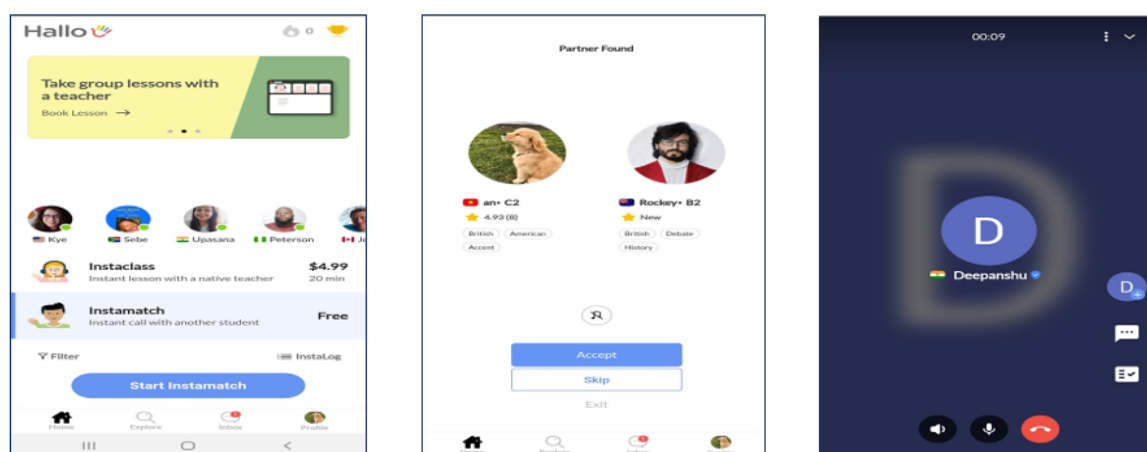 Hallo
0
Take group lessons with
a teacher
Book Lesson →
Kye
Sebe
Upasana
Peterson
Instaclass
$4.99
Instant lesson with a native teacher
20 min
Instamatch
Instant call with another student
Free
Filter
InstaLog
Start Instamatch
Home
Explore
Inbox
Profile
Partner Found
an• C2
4.93 (8)
British
American
Accent
Rockey• B2
New
British
Debate
History
Accept
Skip
Exit
00:09
D
D
Deepanshu
D